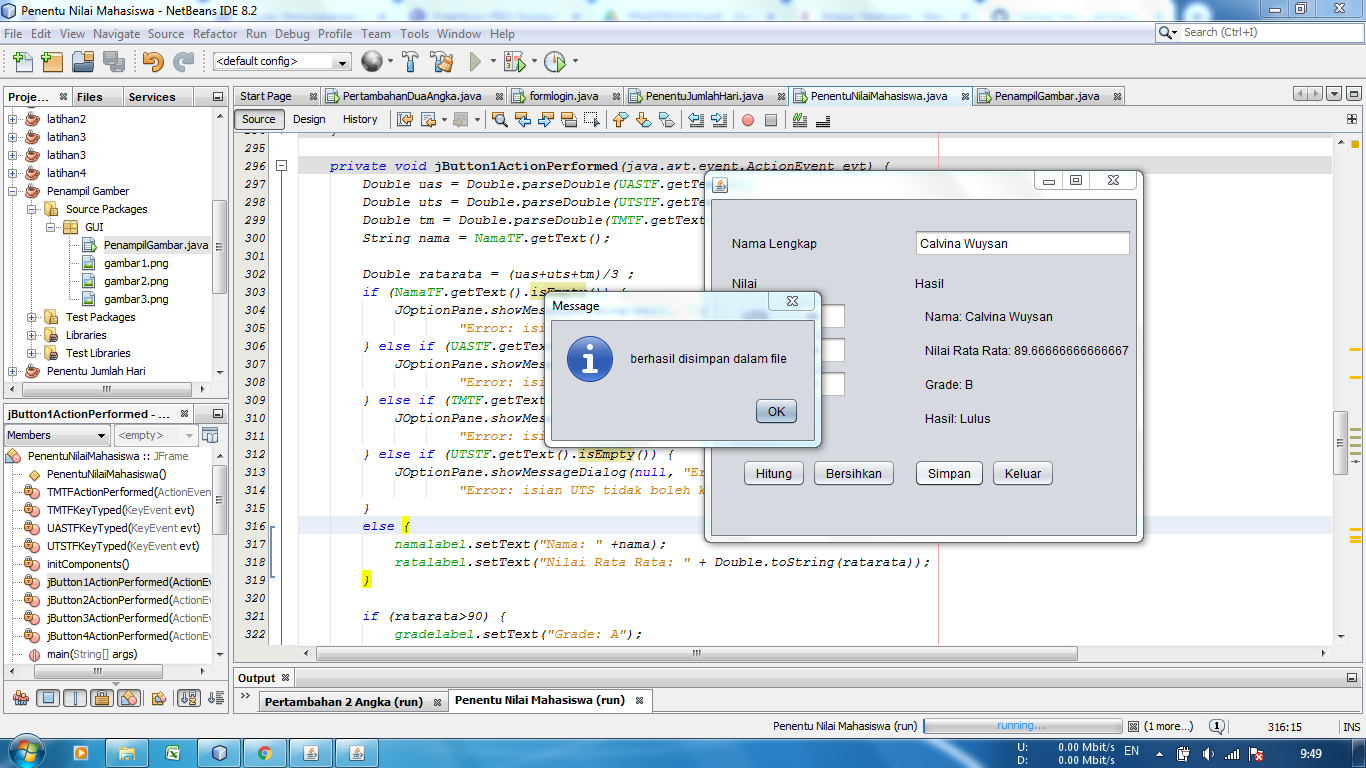 Penentu Nilai Mahasiswa - NetBeans IDE 8.2
File Edit View Navigate Source Refactor Run Debug Profile Team Tools Window Help
Search (Ctrl+I)
<default config>
Proje... Files Services
latihan2
latihan3
latihan3
latihan4
Penampil Gamber
Source Packages
GUI
PenampilGambar.java
gambar1.png
gambar2.png
gambar3.png
Test Packages
Libraries
Test Libraries
Penentu Jumlah Hari
jButton1ActionPerformed - ...
Members <empty>
PenentuNilaiMahasiswa :: JFrame
PenentuNilaiMahasiswa()
TMTFActionPerformed(ActionEven
TMTFKeyTyped(KeyEvent evt)
UASTFKeyTyped(KeyEvent evt)
UTSTFKeyTyped(KeyEvent evt)
initComponents()
jButton1ActionPerformed(ActionEv
jButton2ActionPerformed(ActionEv
jButton3ActionPerformed(ActionEv
jButton4ActionPerformed(ActionEv
main(String[] args)
Start Page PertambahanDuaAngka.java formlogin.java PenentuJumlahHari.java PenentuNilaiMahasiswa.java PenampilGambar.java
Source Design History
295
296 private void jButton1ActionPerformed(java.awt.event.ActionEvent evt) {
297 Double uas = Double.parseDouble(UASTF.getTe
298 Double uts = Double.parseDouble(UTSTF.getTe
299 Double tm = Double.parseDouble(TMTF.getText
300 String nama = NamaTF.getText();
301
302 Double ratarata = (uas+uts+tm)/3 ;
303 if (NamaTF.getText().isEmpty()) {
304 JOptionPane.showMes
305 "Error: isi
306 } else if (UASTF.getTex
307 JOptionPane.showMes
308 "Error: isi
309 } else if (TMTF.getText
310 JOptionPane.showMes
311 "Error: isi
312 } else if (UTSTF.getText().isEmpty()) {
313 JOptionPane.showMessageDialog(null, "Er
314 "Error: isian UTS tidak boleh k
315 }
316 else {
317 namalabel.setText("Nama: " +nama);
318 ratalabel.setText("Nilai Rata Rata: " + Double.toString(ratarata));
319 }
320
321 if (ratarata>90) {
322 gradelabel.setText("Grade: A");
Nama Lengkap Calvina Wuysan
Nilai Hasil
Nama: Calvina Wuysan
Nilai Rata Rata: 89.66666666666667
Grade: B
Hasil: Lulus
Hitung Bersihkan Simpan Keluar
Message
berhasil disimpan dalam file
OK
Output
Pertambahan 2 Angka (run) Penentu Nilai Mahasiswa (run)
Penentu Nilai Mahasiswa (run) running... (1 more...) 1 316:15 INS
U: 0.00 Mbit/s
D: 0.00 Mbit/s
EN
9:49